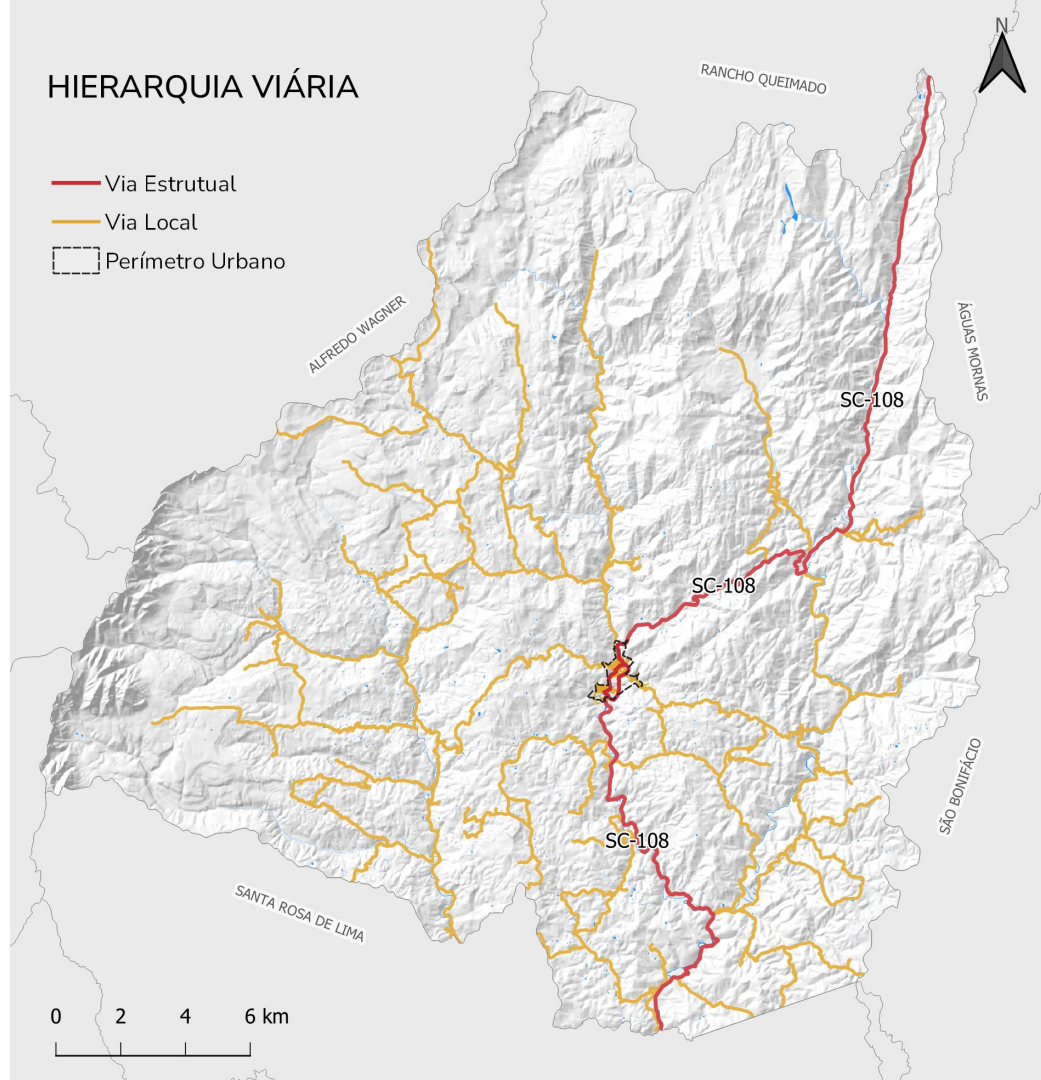 N
RANCHO QUEIMADO
HIERARQUIA VIÁRIA
Via Estrutual
Via Local
Perímetro Urbano
ALFREDO WAGNER
ÁGUAS MORNAS
SC-108
SC-108
SÃO BONIFÁCIO
SC-108
SANTA ROSA DE LIMA
0 2 4 6 km